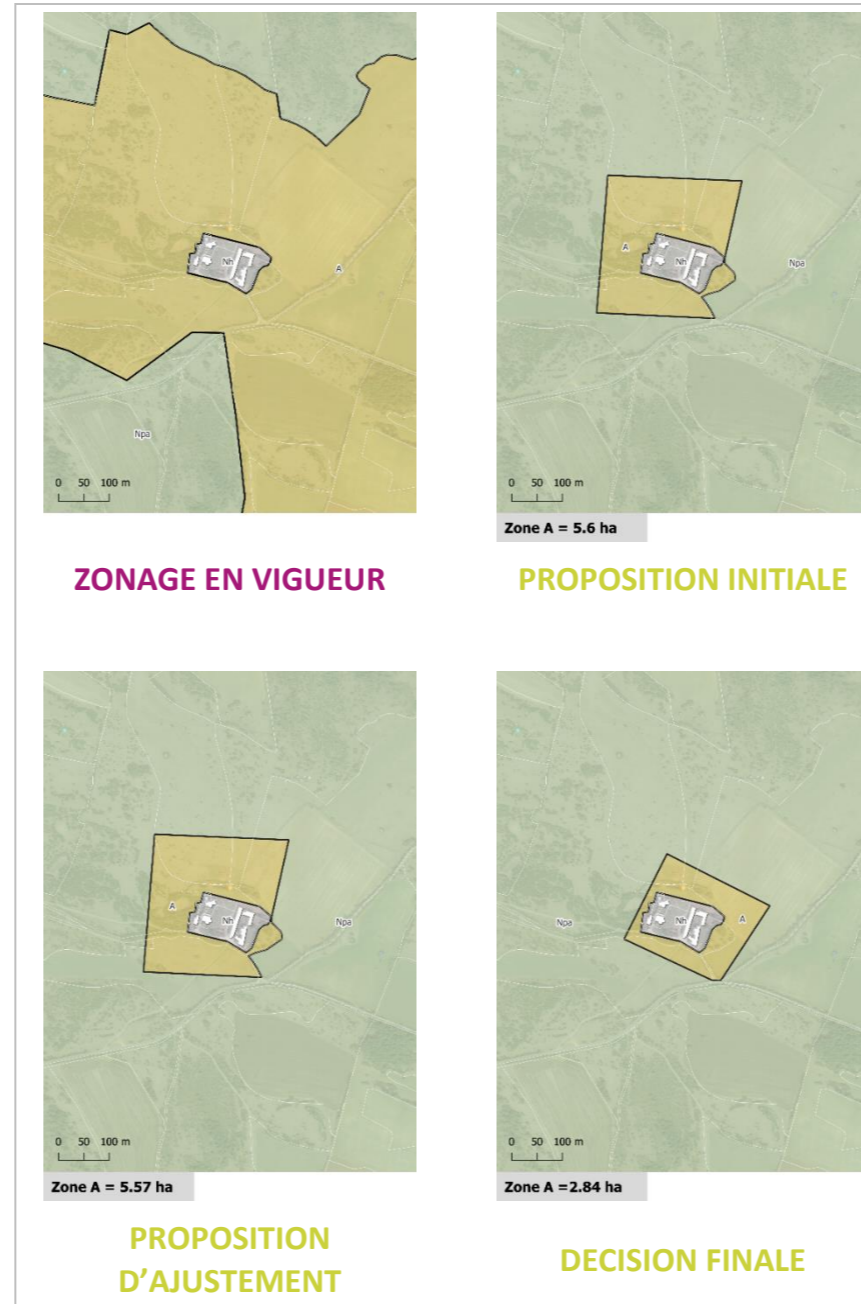 Nh
A
Npa
0 50 100 m
ZONAGE EN VIGUEUR
A
Nh
Npa
0 50 100 m
Zone A = 5.6 ha
PROPOSITION INITIALE
A
Nh
Npa
0 50 100 m
Zone A = 5.57 ha
PROPOSITION
D’AJUSTEMENT
Npa
Nh
A
0 50 100 m
Zone A =2.84 ha
DECISION FINALE